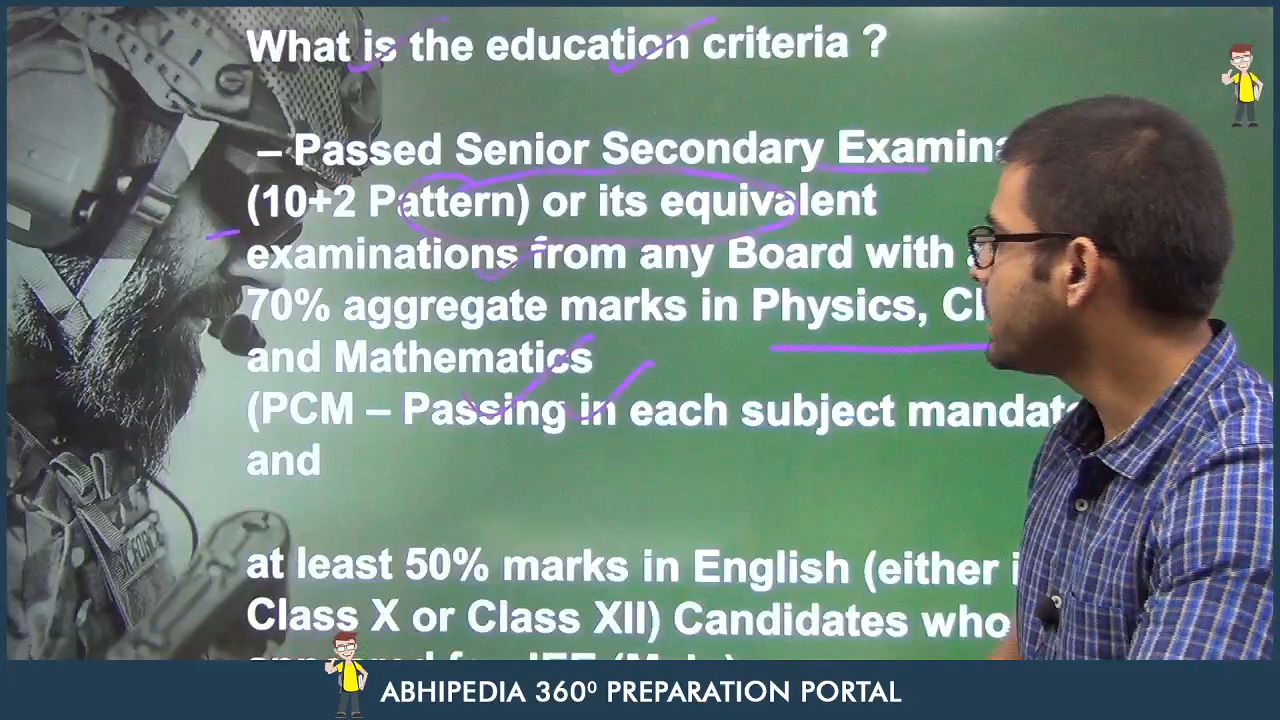 What is the education criteria ?
– Passed Senior Secondary Examina
(10+2 Pattern) or its equivalent
examinations from any Board with
70% aggregate marks in Physics, C
and Mathematics
(PCM – Passing in each subject mandat
and
at least 50% marks in English (either i
Class X or Class XII) Candidates who
ABHIPEDIA 360⁰ PREPARATION PORTAL